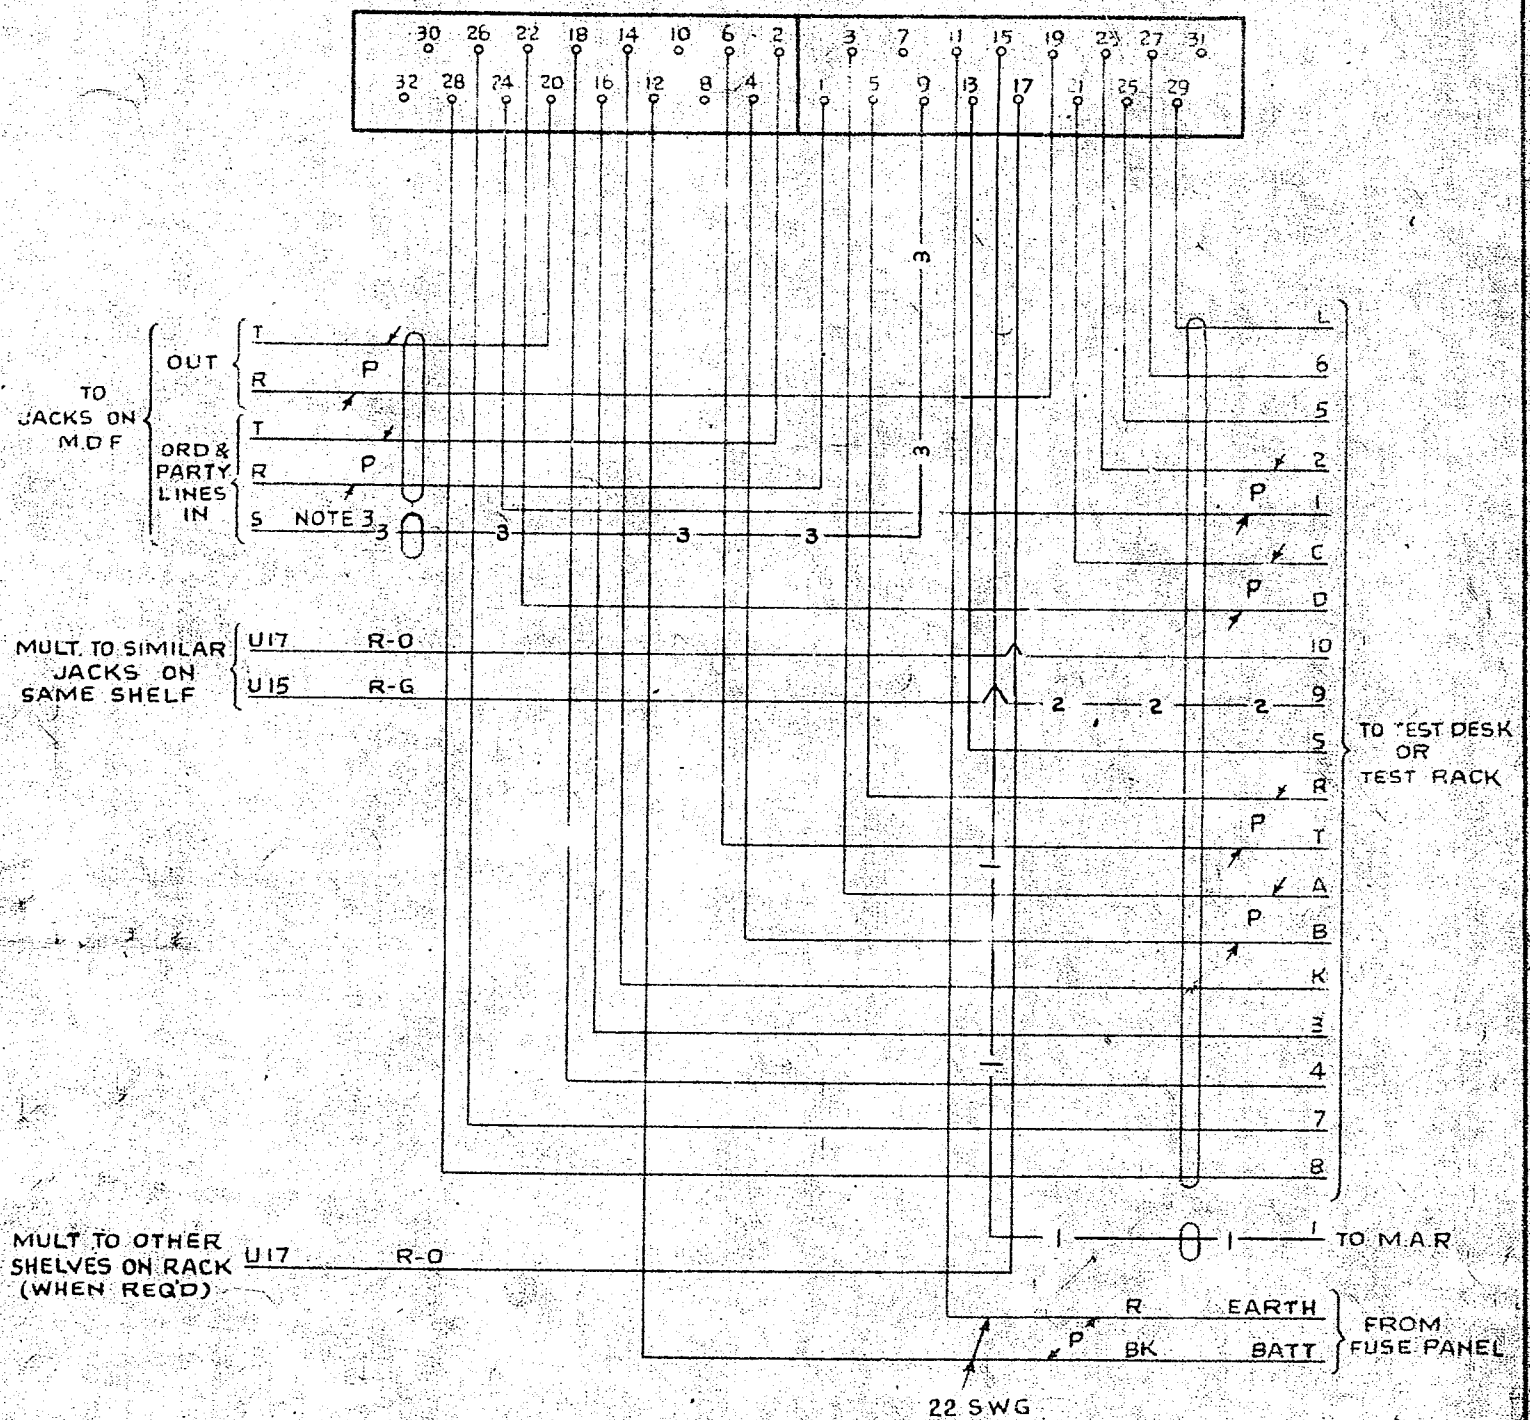 30 26 22 18 14 10 6 2 3 7 11 15 19 23 27 31
32 28 24 20 16 12 8 4 1 5 9 13 17 21 25 29
3
3
TO
JACKS ON
M.D.F
OUT
T
P
R
ORD &
PARTY
LINES
IN
T
P
R
S NOTE 3 3 3 3 3
MULT. TO SIMILAR
JACKS ON
SAME SHELF
U17 R-O
U15 R-G
L
6
5
2
P
1
C
P
D
10
2 2 2 9
S
R
P
T
A
P
B
K
3
4
7
8
TO TEST DESK
OR
TEST RACK
MULT TO OTHER
SHELVES ON RACK
(WHEN REQ'D)
U17 R-O
1 1 1 TO M.A.R
R EARTH
P BK BATT
FROM
FUSE PANEL
22 SWG